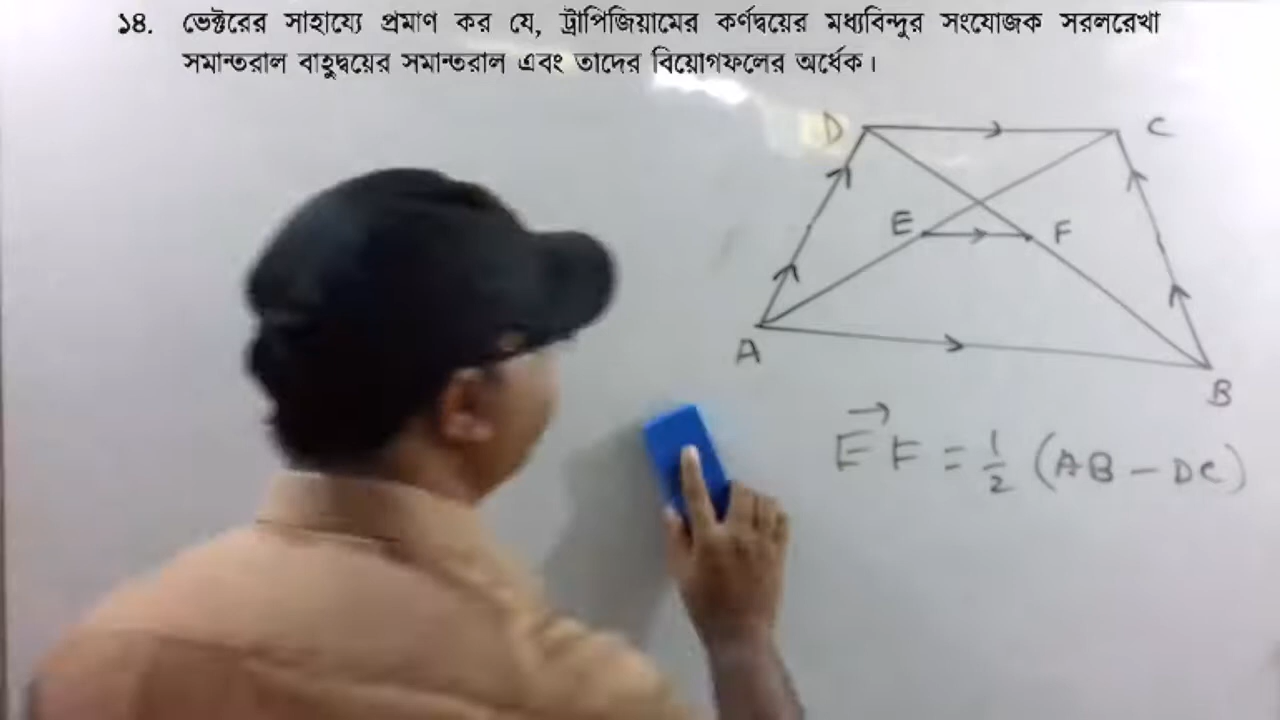 ১৪. ভেক্টরের সাহায্যে প্রমাণ কর যে, ট্রাপিজিয়ামের কর্ণদ্বয়ের মধ্যবিন্দুর সংযোজক সরলরেখা
সমান্তরাল বাহুদ্বয়ের সমান্তরাল এবং তাদের বিয়োগফলের অর্ধেক।
D C
E F
A
B
→
EF = 1/2 (AB - DC)